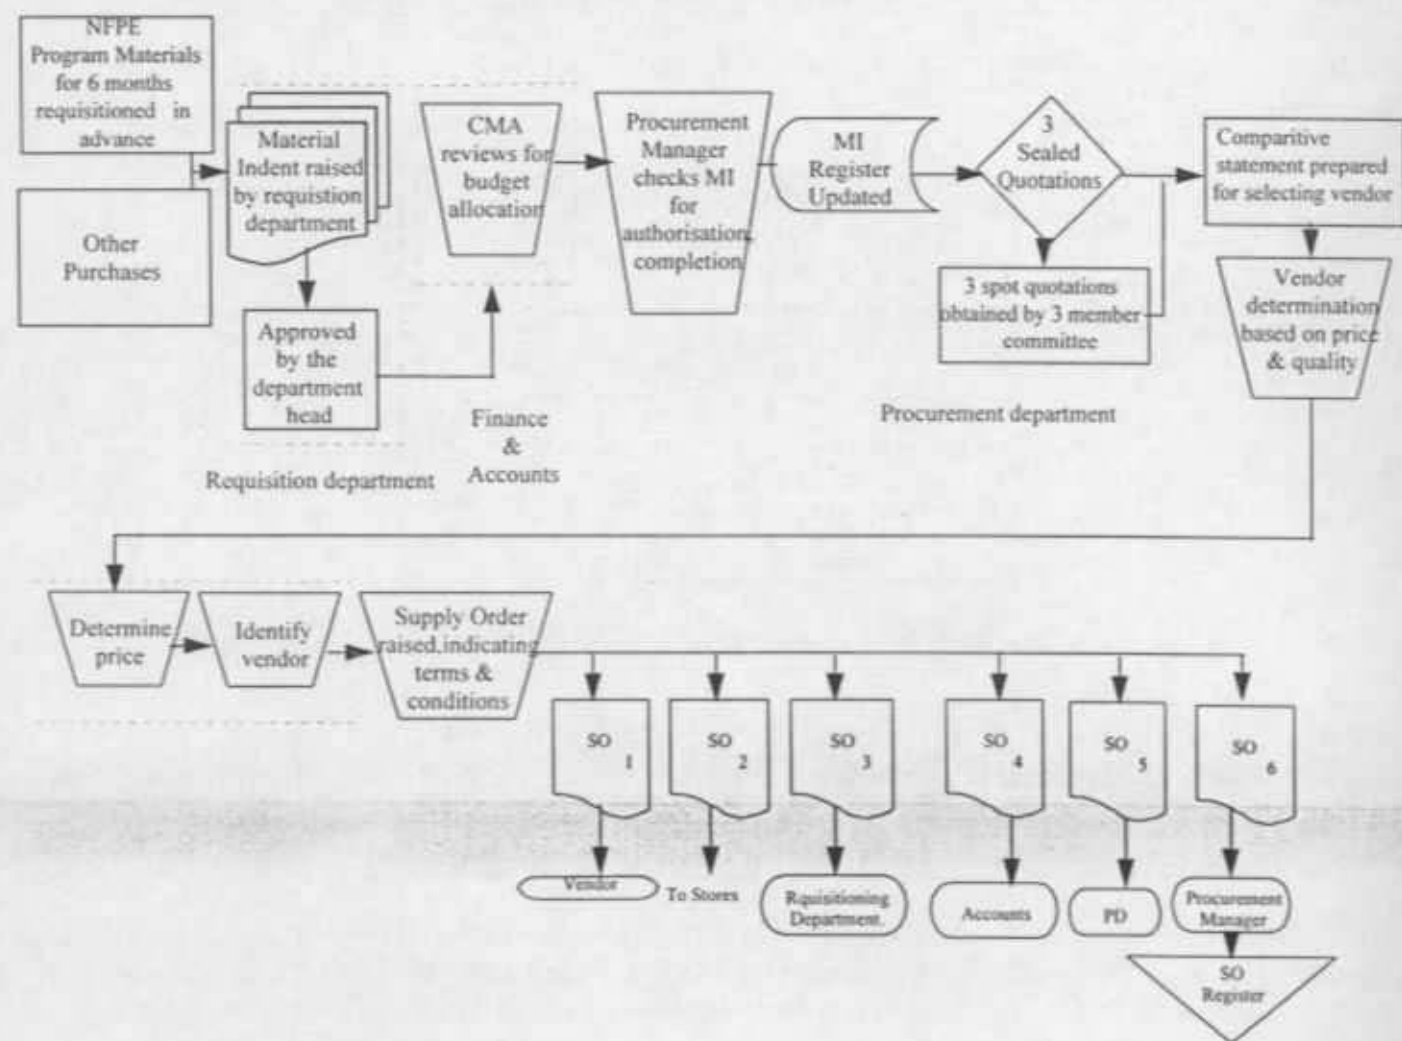 NFPE
Program Materials
for 6 months
requisitioned in
advance
Other
Purchases
Material
Indent raised
by requistion
department
Approved
by the
department
head
Requisition department
CMA
reviews for
budget
allocation
Finance
&
Accounts
Procurement
Manager
checks MI
for
authorisation,
completion
MI
Register
Updated
3
Sealed
Quotations
3 spot quotations
obtained by 3 member
committee
Procurement department
Comparitive
statement prepared
for selecting vendor
Vendor
determination
based on price
& quality
Determine
price
Identify
vendor
Supply Order
raised,indicating
terms &
conditions
SO
1
SO
2
SO
3
SO
4
SO
5
SO
6
Vendor
To Stores
Rquisitioning
Department.
Accounts
PD
Procurement
Manager
SO
Register